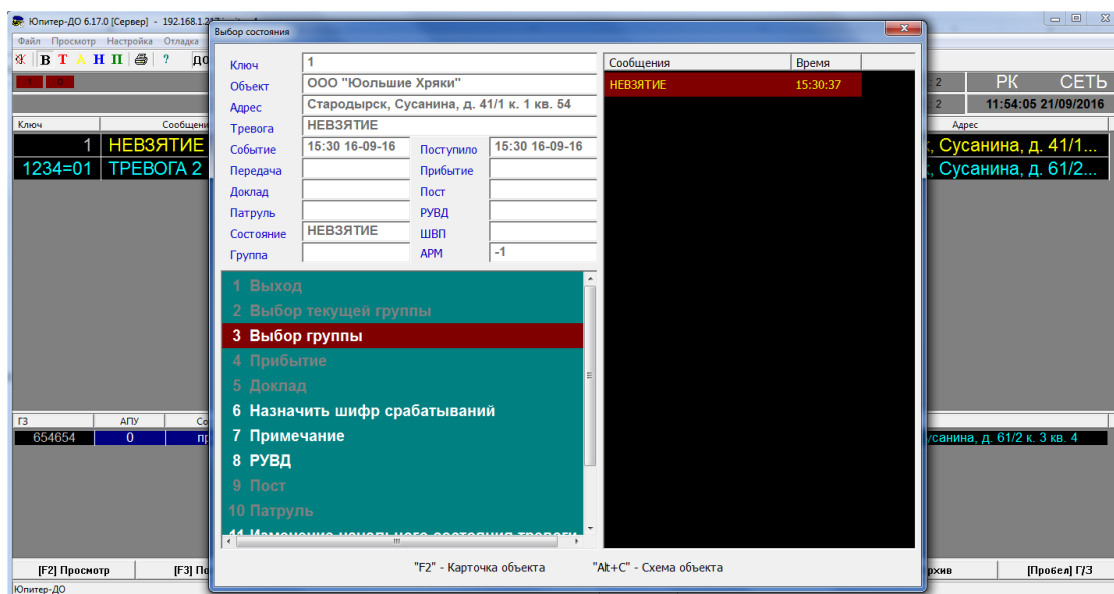 Юпитер-ДО 6.17.0 [Сервер] - 192.168.1.2
Файл Просмотр Настройка Отладка
В Т А Н П ?
РК СЕТЬ
11:54:05 21/09/2016
Ключ Адрес
1 НЕВЗЯТИЕ Сусанина, д. 41/1...
1234=01 ТРЕВОГА 2 Сусанина, д. 61/2...
ГЗ АПУ
654654 0 д. 61/2 к. 3 кв. 4
[F2] Просмотр [Пробел] Г/З
Юпитер-ДО
Выбор состояния
Ключ 1
Объект ООО "Юольшие Хряки"
Адрес Стародырск, Сусанина, д. 41/1 к. 1 кв. 54
Тревога НЕВЗЯТИЕ
Событие 15:30 16-09-16 Поступило 15:30 16-09-16
Передача Прибытие
Доклад Пост
Патруль РУВД
Состояние НЕВЗЯТИЕ ШВП
Группа АРМ -1
1 Выход
2 Выбор текущей группы
3 Выбор группы
4 Прибытие
5 Доклад
6 Назначить шифр срабатываний
7 Примечание
8 РУВД
9 Пост
10 Патруль
11 Изменение начального состояния тревоги
Сообщения Время
НЕВЗЯТИЕ 15:30:37
"F2" - Карточка объекта "Alt+C" - Схема объекта